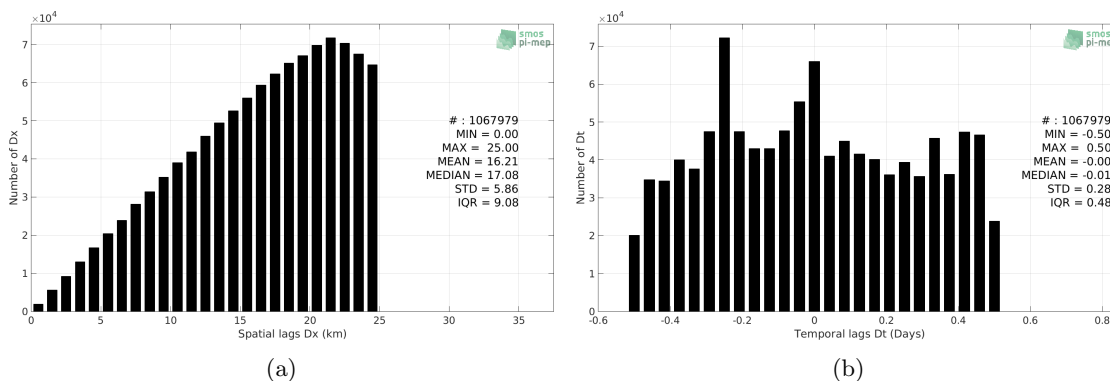 ×10⁴
7
6
5
4
3
2
1
0
Number of Dx
0 5 10 15 20 25 30 35
Spatial lags Dx (km)
smos
pi-mep
# : 1067979
MIN = 0.00
MAX = 25.00
MEAN = 16.21
MEDIAN = 17.08
STD = 5.86
IQR = 9.08
(a)
×10⁴
7
6
5
4
3
2
1
0
Number of Dt
-0.6 -0.4 -0.2 0 0.2 0.4 0.6 0.8
Temporal lags Dt (Days)
smos
pi-mep
# : 1067979
MIN = -0.50
MAX = 0.50
MEAN = -0.00
MEDIAN = -0.01
STD = 0.28
IQR = 0.48
(b)